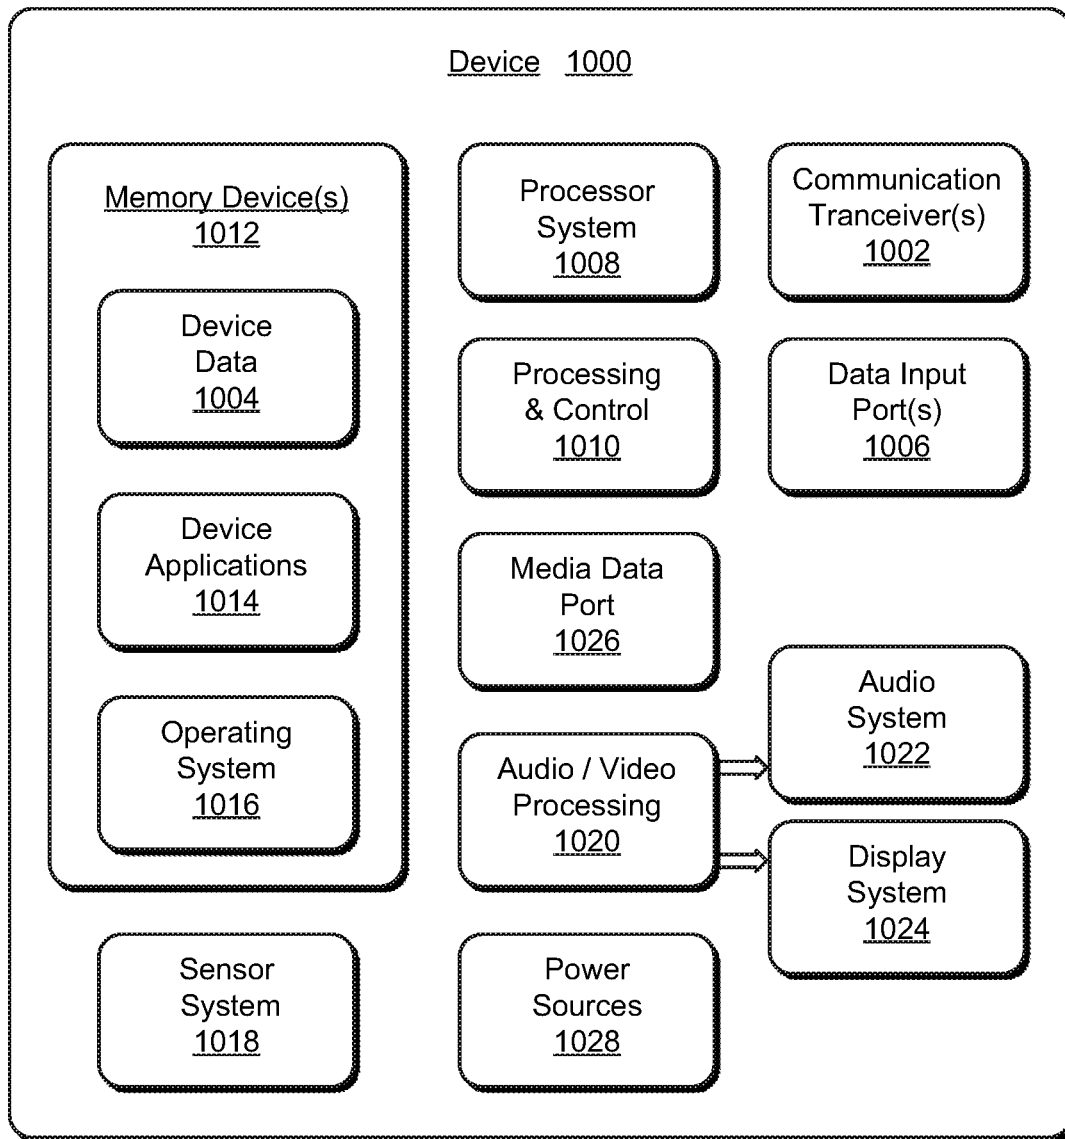 Device 1000
Memory Device(s)
1012
Device
Data
1004
Device
Applications
1014
Operating
System
1016
Sensor
System
1018
Processor
System
1008
Processing
& Control
1010
Media Data
Port
1026
Audio / Video
Processing
1020
Power
Sources
1028
Communication
Tranceiver(s)
1002
Data Input
Port(s)
1006
Audio
System
1022
Display
System
1024